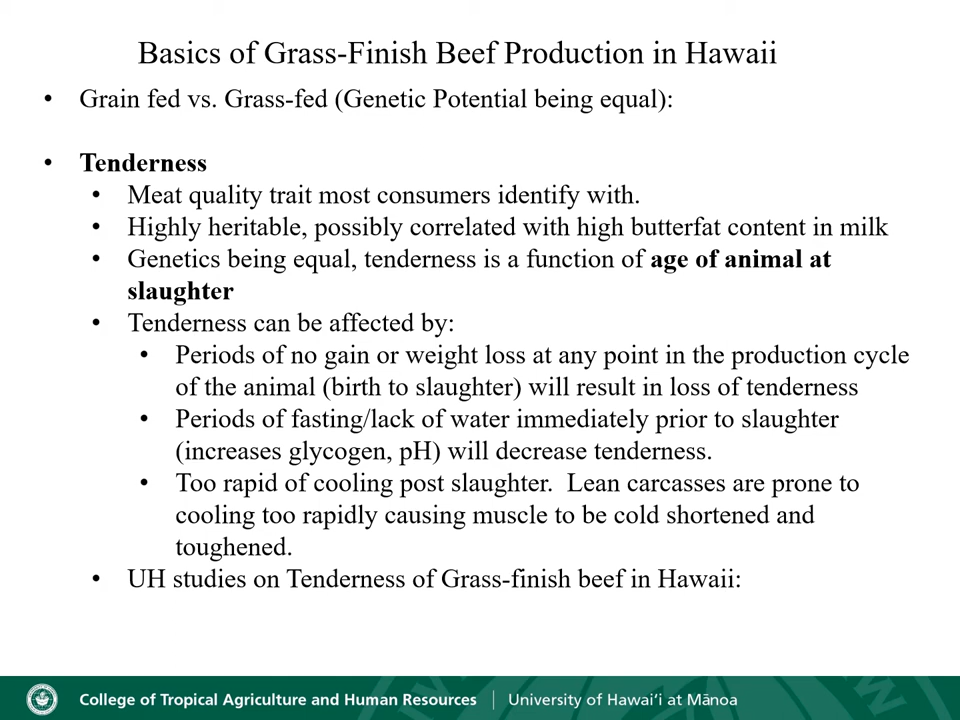 Basics of Grass-Finish Beef Production in Hawaii
• Grain fed vs. Grass-fed (Genetic Potential being equal):
• Tenderness
• Meat quality trait most consumers identify with.
• Highly heritable, possibly correlated with high butterfat content in milk
• Genetics being equal, tenderness is a function of age of animal at
slaughter
• Tenderness can be affected by:
• Periods of no gain or weight loss at any point in the production cycle
of the animal (birth to slaughter) will result in loss of tenderness
• Periods of fasting/lack of water immediately prior to slaughter
(increases glycogen, pH) will decrease tenderness.
• Too rapid of cooling post slaughter.  Lean carcasses are prone to
cooling too rapidly causing muscle to be cold shortened and
toughened.
• UH studies on Tenderness of Grass-finish beef in Hawaii:
College of Tropical Agriculture and Human Resources | University of Hawai‘i at Mānoa